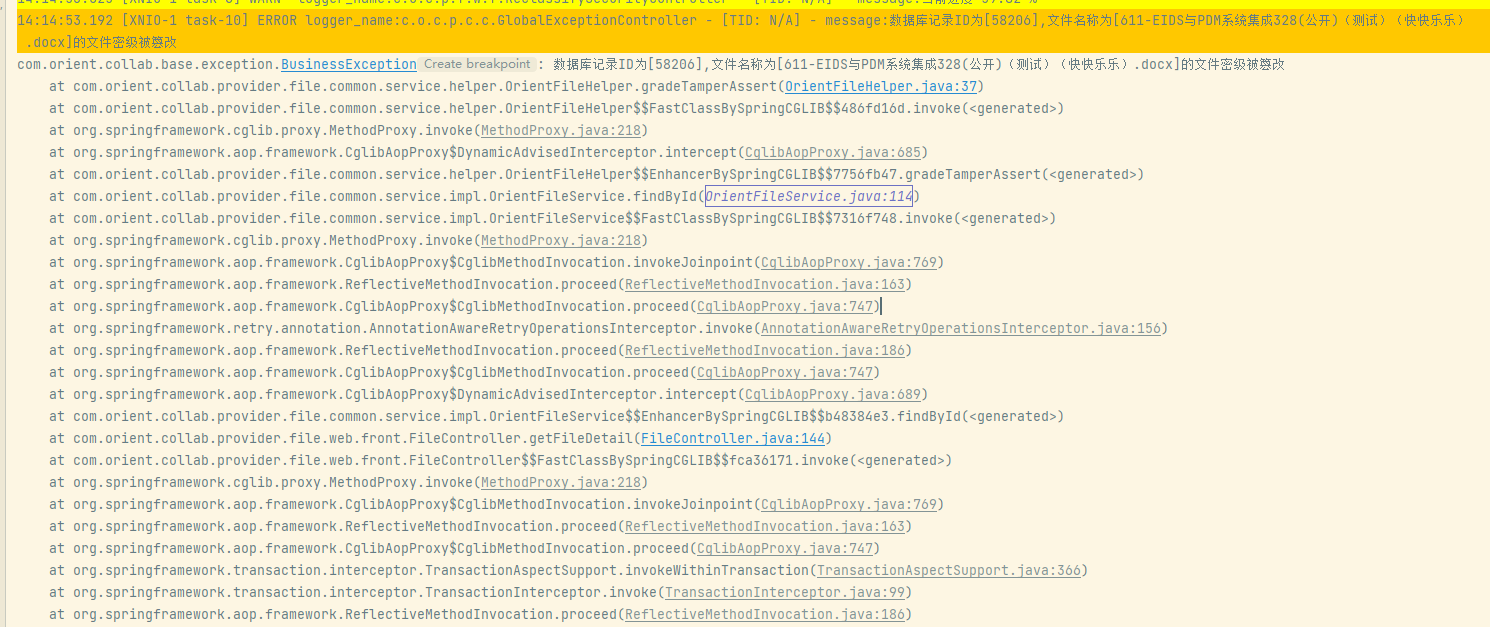 14:14:53.192 [XNIO-1 task-10] ERROR logger_name:c.o.c.p.c.c.GlobalExceptionController - [TID: N/A] - message:数据库记录ID为[58206],文件名称为[611-EIDS与PDM系统集成328(公开)（测试）（快快乐乐）
.docx]的文件密级被篡改
com.orient.collab.base.exception.BusinessException Create breakpoint : 数据库记录ID为[58206],文件名称为[611-EIDS与PDM系统集成328(公开)（测试）（快快乐乐）.docx]的文件密级被篡改
at com.orient.collab.provider.file.common.service.helper.OrientFileHelper.gradeTamperAssert(OrientFileHelper.java:37)
at com.orient.collab.provider.file.common.service.helper.OrientFileHelper$$FastClassBySpringCGLIB$$486fd16d.invoke(<generated>)
at org.springframework.cglib.proxy.MethodProxy.invoke(MethodProxy.java:218)
at org.springframework.aop.framework.CglibAopProxy$DynamicAdvisedInterceptor.intercept(CglibAopProxy.java:685)
at com.orient.collab.provider.file.common.service.helper.OrientFileHelper$$EnhancerBySpringCGLIB$$7756fb47.gradeTamperAssert(<generated>)
at com.orient.collab.provider.file.common.service.impl.OrientFileService.findById(OrientFileService.java:114)
at com.orient.collab.provider.file.common.service.impl.OrientFileService$$FastClassBySpringCGLIB$$7316f748.invoke(<generated>)
at org.springframework.cglib.proxy.MethodProxy.invoke(MethodProxy.java:218)
at org.springframework.aop.framework.CglibAopProxy$CglibMethodInvocation.invokeJoinpoint(CglibAopProxy.java:769)
at org.springframework.aop.framework.ReflectiveMethodInvocation.proceed(ReflectiveMethodInvocation.java:163)
at org.springframework.aop.framework.CglibAopProxy$CglibMethodInvocation.proceed(CglibAopProxy.java:747)
at org.springframework.retry.annotation.AnnotationAwareRetryOperationsInterceptor.invoke(AnnotationAwareRetryOperationsInterceptor.java:156)
at org.springframework.aop.framework.ReflectiveMethodInvocation.proceed(ReflectiveMethodInvocation.java:186)
at org.springframework.aop.framework.CglibAopProxy$CglibMethodInvocation.proceed(CglibAopProxy.java:747)
at org.springframework.aop.framework.CglibAopProxy$DynamicAdvisedInterceptor.intercept(CglibAopProxy.java:689)
at com.orient.collab.provider.file.common.service.impl.OrientFileService$$EnhancerBySpringCGLIB$$b48384e3.findById(<generated>)
at com.orient.collab.provider.file.web.front.FileController.getFileDetail(FileController.java:144)
at com.orient.collab.provider.file.web.front.FileController$$FastClassBySpringCGLIB$$fca36171.invoke(<generated>)
at org.springframework.cglib.proxy.MethodProxy.invoke(MethodProxy.java:218)
at org.springframework.aop.framework.CglibAopProxy$CglibMethodInvocation.invokeJoinpoint(CglibAopProxy.java:769)
at org.springframework.aop.framework.ReflectiveMethodInvocation.proceed(ReflectiveMethodInvocation.java:163)
at org.springframework.aop.framework.CglibAopProxy$CglibMethodInvocation.proceed(CglibAopProxy.java:747)
at org.springframework.transaction.interceptor.TransactionAspectSupport.invokeWithinTransaction(TransactionAspectSupport.java:366)
at org.springframework.transaction.interceptor.TransactionInterceptor.invoke(TransactionInterceptor.java:99)
at org.springframework.aop.framework.ReflectiveMethodInvocation.proceed(ReflectiveMethodInvocation.java:186)